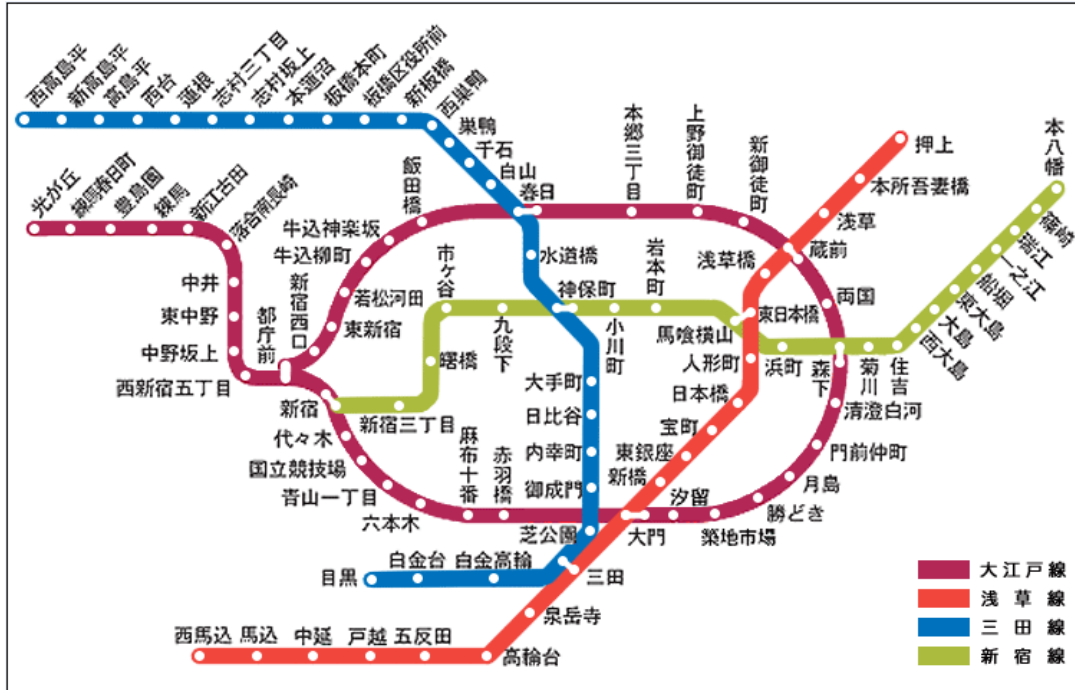 西高島平
新高島平
高島平
西台
蓮根
志村三丁目
志村坂上
本蓮沼
板橋本町
板橋区役所前
新板橋
西巣鴨
巣鴨
千石
白山
春日
水道橋
神保町
大手町
日比谷
内幸町
御成門
芝公園
三田
白金高輪
白金台
目黒
光が丘
練馬春日町
豊島園
練馬
新江古田
落合南長崎
中井
東中野
中野坂上
西新宿五丁目
都庁前
新宿西口
東新宿
若松河田
牛込柳町
牛込神楽坂
飯田橋
本郷三丁目
上野御徒町
新御徒町
蔵前
両国
森下
清澄白河
門前仲町
月島
勝どき
築地市場
汐留
大門
赤羽橋
麻布十番
六本木
青山一丁目
国立競技場
代々木
新宿
新宿三丁目
曙橋
市ケ谷
九段下
小川町
岩本町
馬喰横山
浜町
菊川
住吉
西大島
大島
東大島
船堀
一之江
瑞江
篠崎
本八幡
押上
本所吾妻橋
浅草
浅草橋
東日本橋
人形町
日本橋
宝町
東銀座
新橋
泉岳寺
高輪台
五反田
戸越
中延
馬込
西馬込
大江戸線
浅草線
三田線
新宿線